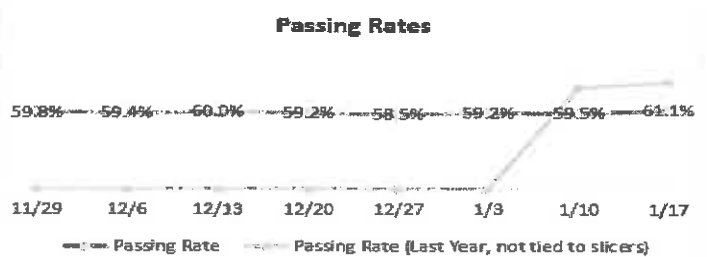 Passing Rates
59.8% 59.4% 60.0% 59.2% 58.5% 59.2% 59.5% 61.1%
11/29 12/6 12/13 12/20 12/27 1/3 1/10 1/17
Passing Rate Passing Rate (Last Year, not tied to slicers)